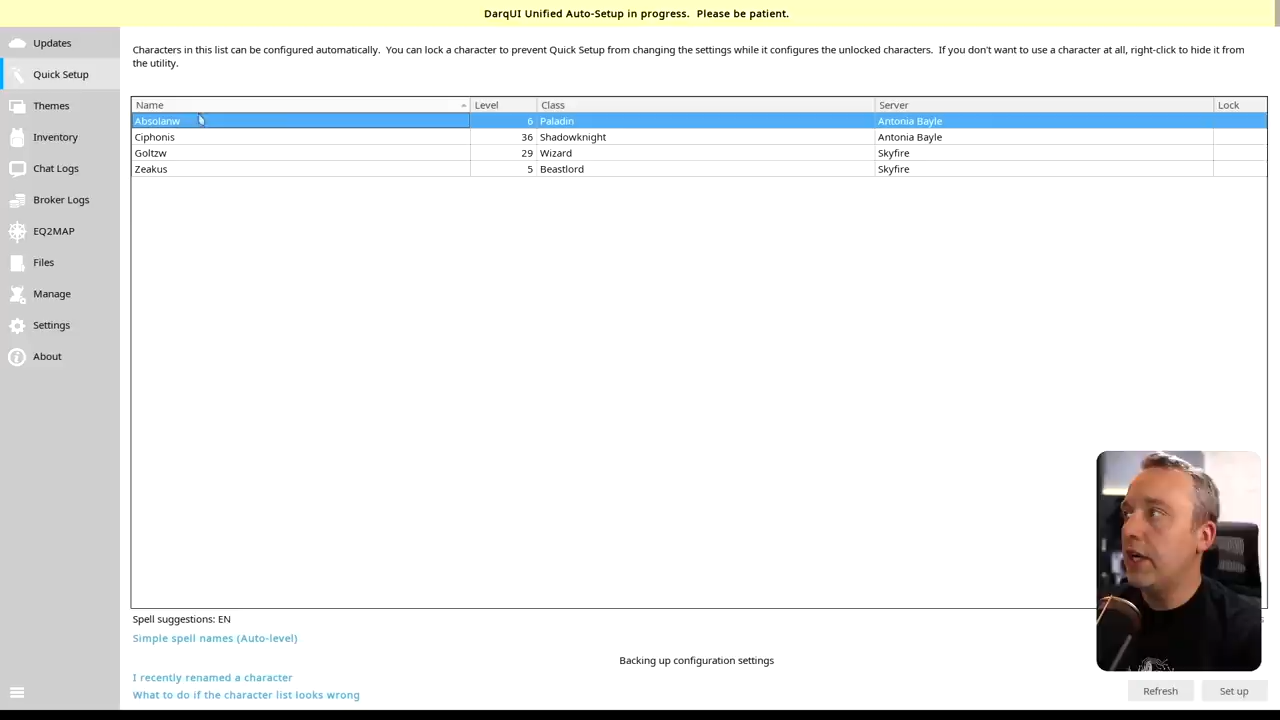 DarqUI Unified Auto-Setup in progress. Please be patient.
Updates
Quick Setup
Themes
Inventory
Chat Logs
Broker Logs
EQ2MAP
Files
Manage
Settings
About
Characters in this list can be configured automatically. You can lock a character to prevent Quick Setup from changing the settings while it configures the unlocked characters. If you don't want to use a character at all, right-click to hide it from
the utility.
Name Level Class Server Lock
Absolanw 6 Paladin Antonia Bayle
Ciphonis 36 Shadowknight Antonia Bayle
Goltzw 29 Wizard Skyfire
Zeakus 5 Beastlord Skyfire
Spell suggestions: EN
Simple spell names (Auto-level)
Backing up configuration settings
I recently renamed a character
What to do if the character list looks wrong
Refresh Set up